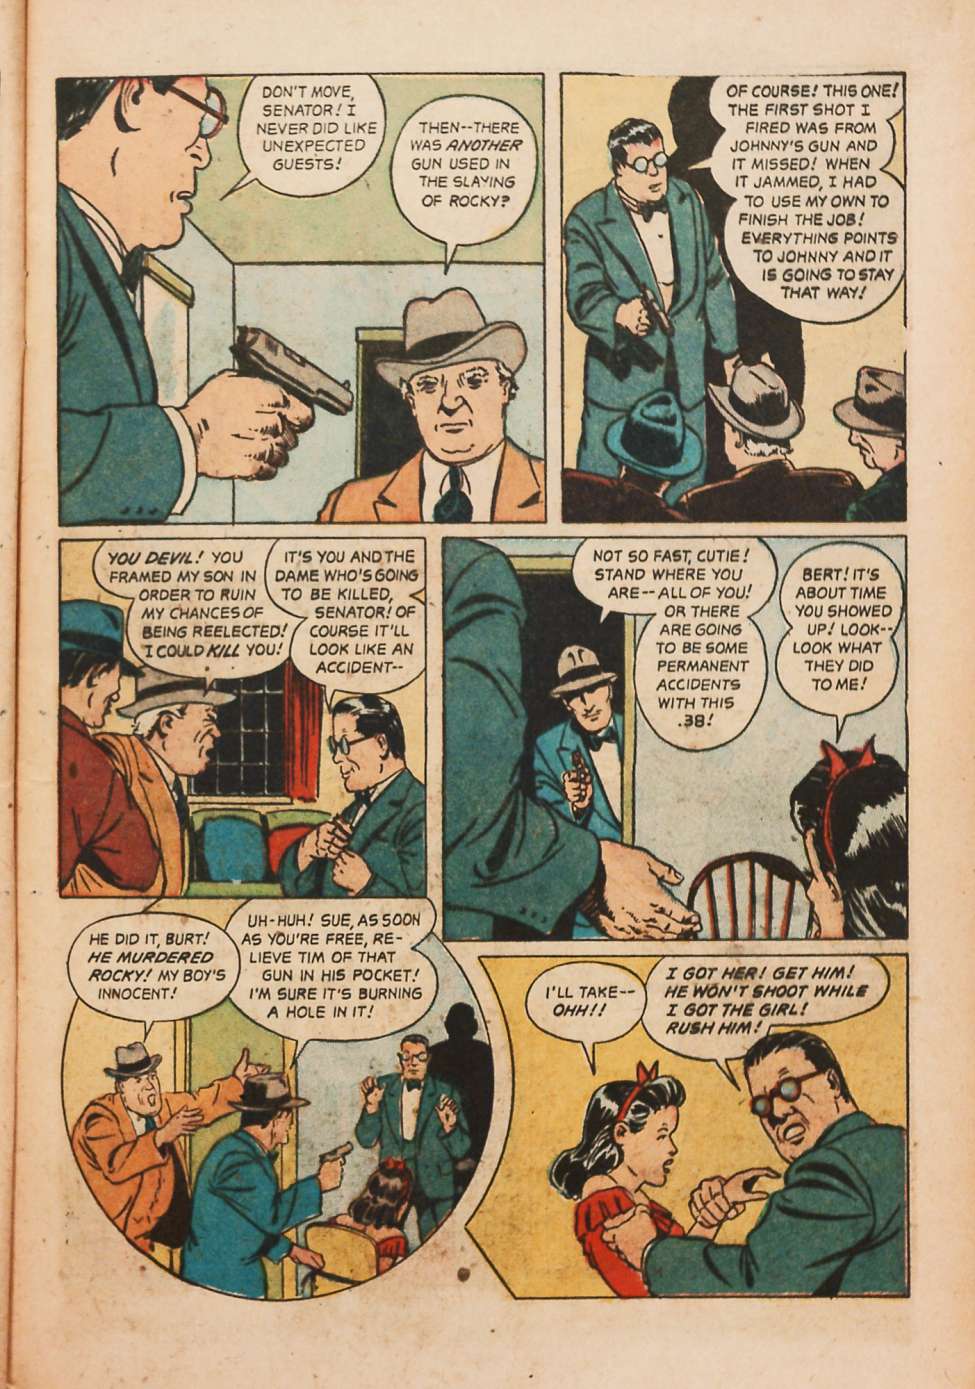 DON'T MOVE,
SENATOR! I
NEVER DID LIKE
UNEXPECTED
GUESTS!
THEN--THERE
WAS ANOTHER
GUN USED IN
THE SLAYING
OF ROCKY?
OF COURSE! THIS ONE!
THE FIRST SHOT I
FIRED WAS FROM
JOHNNY'S GUN AND
IT MISSED! WHEN
IT JAMMED, I HAD
TO USE MY OWN TO
FINISH THE JOB!
EVERYTHING POINTS
TO JOHNNY AND IT
IS GOING TO STAY
THAT WAY!
YOU DEVIL! YOU
FRAMED MY SON IN
ORDER TO RUIN
MY CHANCES OF
BEING REELECTED!
I COULD KILL YOU!
IT'S YOU AND THE
DAME WHO'S GOING
TO BE KILLED,
SENATOR! OF
COURSE IT'LL
LOOK LIKE AN
ACCIDENT--
NOT SO FAST, CUTIE!
STAND WHERE YOU
ARE--ALL OF YOU!
OR THERE
ARE GOING
TO BE SOME
PERMANENT
ACCIDENTS
WITH THIS
.38!
BERT! IT'S
ABOUT TIME
YOU SHOWED
UP! LOOK--
LOOK WHAT
THEY DID
TO ME!
HE DID IT, BURT!
HE MURDERED
ROCKY! MY BOY'S
INNOCENT!
UH-HUH! SUE, AS SOON
AS YOU'RE FREE, RE-
LIEVE TIM OF THAT
GUN IN HIS POCKET!
I'M SURE IT'S BURNING
A HOLE IN IT!
I'LL TAKE--
OHH!!
I GOT HER! GET HIM!
HE WON'T SHOOT WHILE
I GOT THE GIRL!
RUSH HIM!